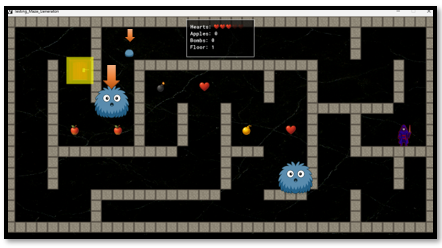 Testing_Maze_Generation
Hearts:
Apples: 0
Bombs: 0
Floor: 1